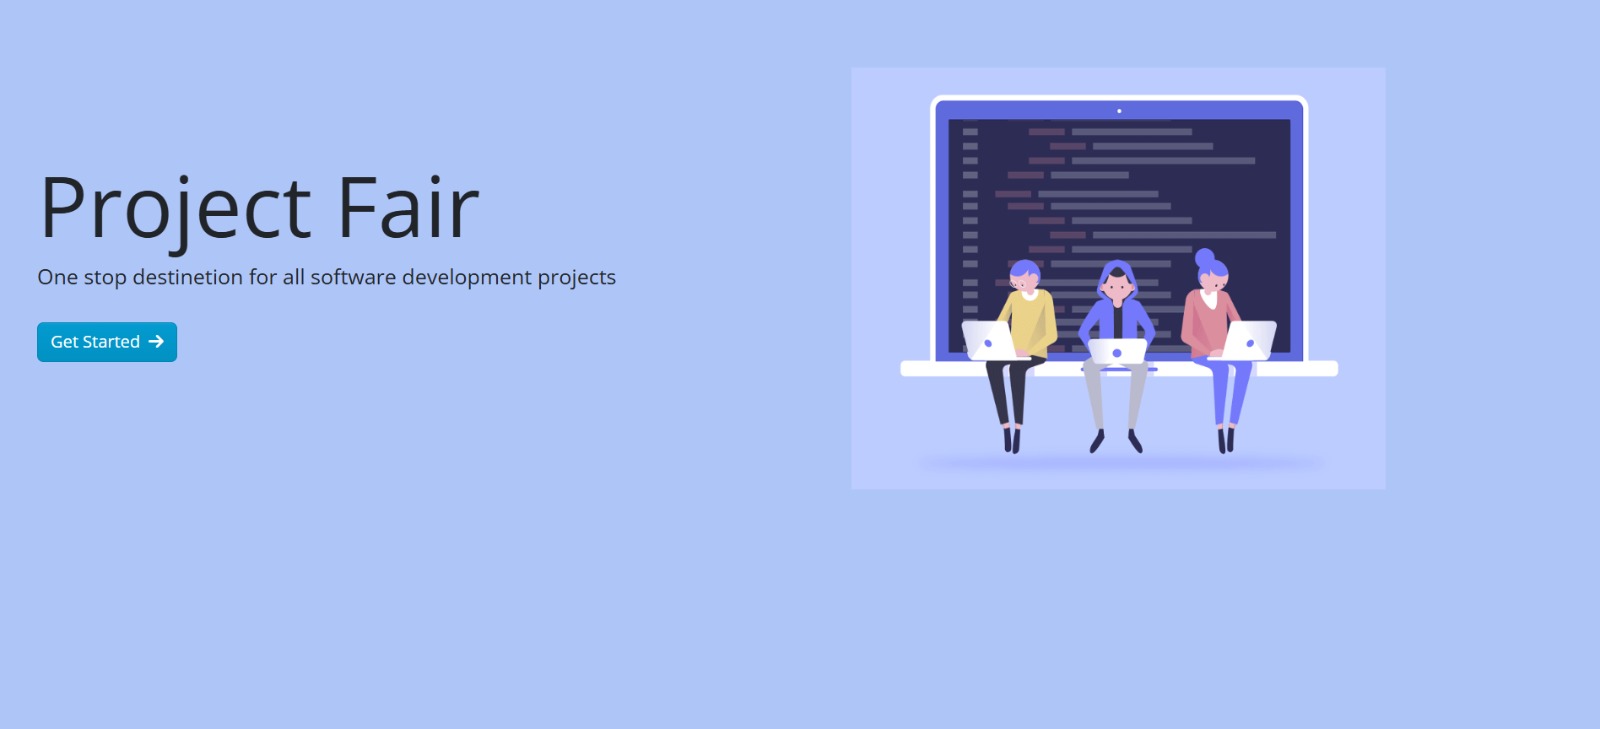 Project Fair
One stop destinetion for all software development projects
Get Started